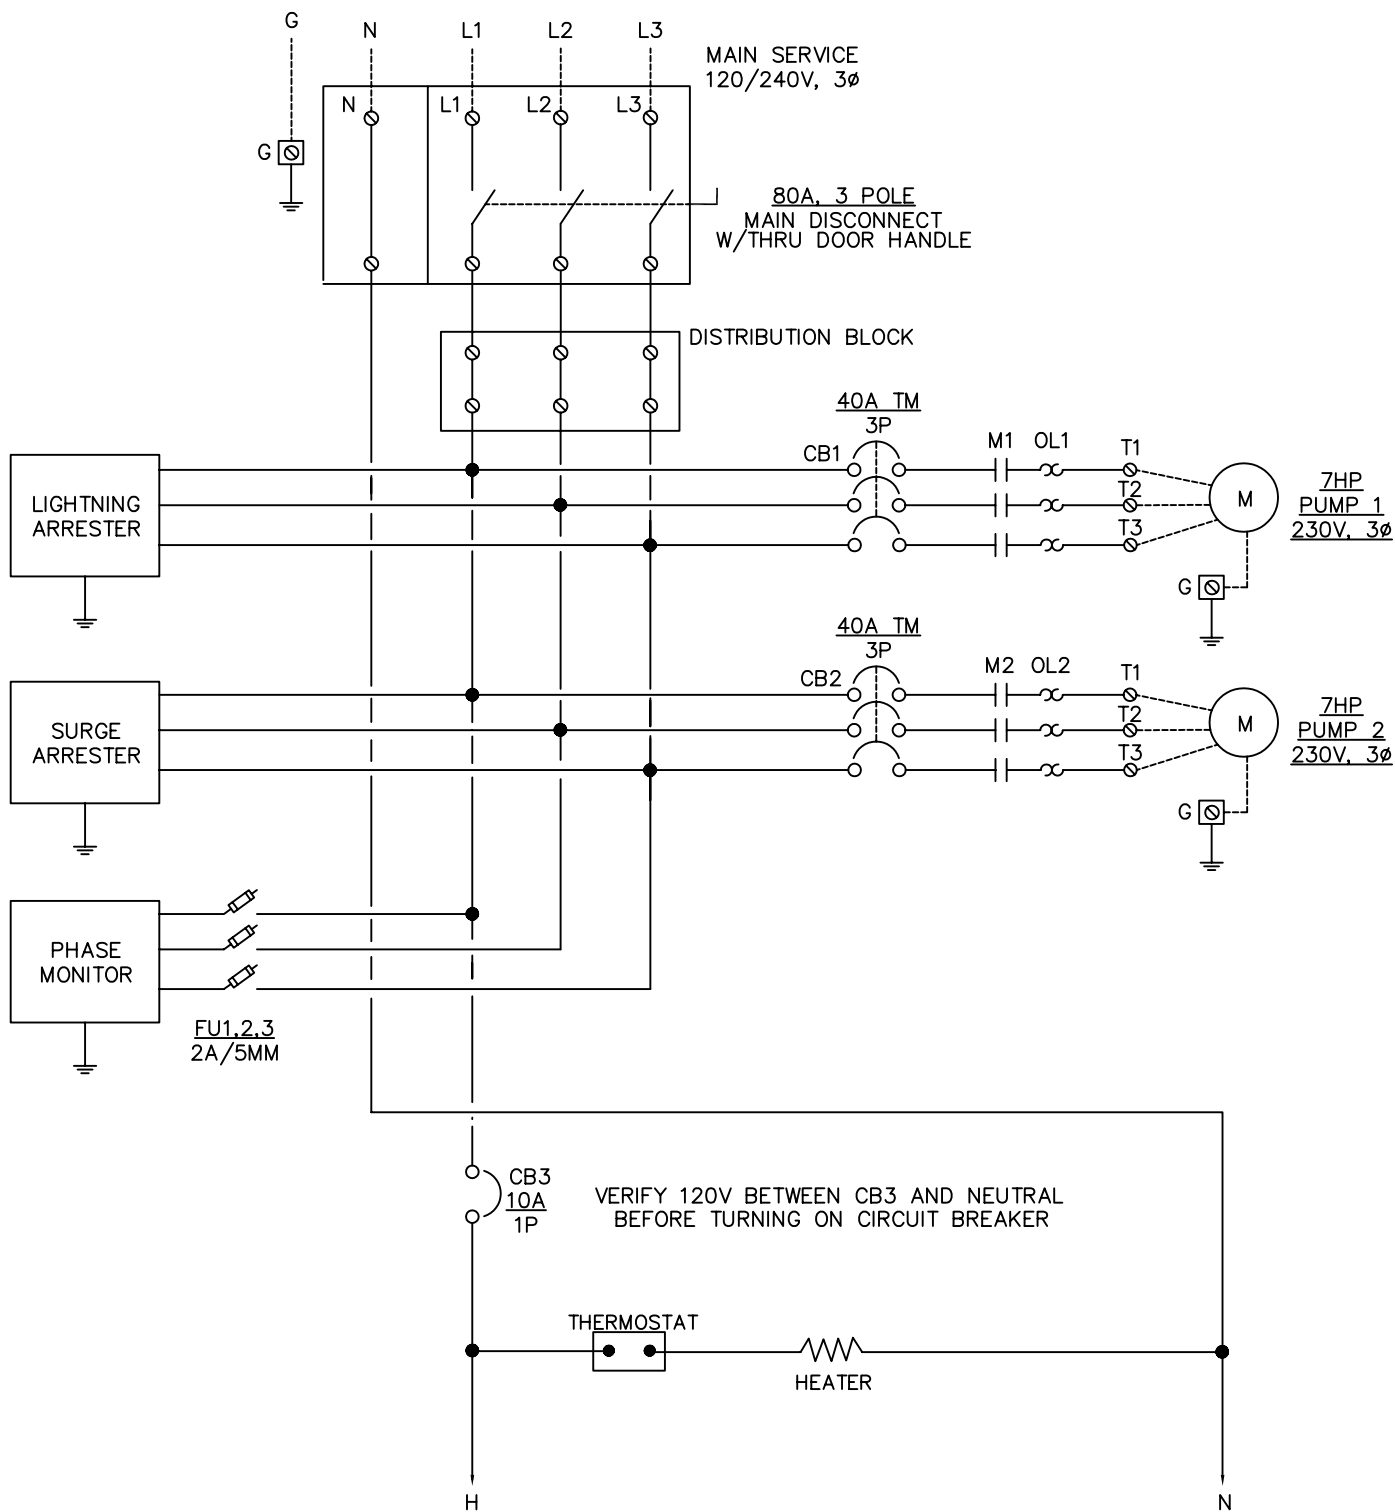 G
N
L1
L2
L3
MAIN SERVICE
120/240V, 3ø
N
L1
L2
L3
G
80A, 3 POLE
MAIN DISCONNECT
W/THRU DOOR HANDLE
DISTRIBUTION BLOCK
40A TM
3P
CB1
M1
OL1
T1
T2
T3
M
7HP
PUMP 1
230V, 3ø
G
LIGHTNING
ARRESTER
40A TM
3P
CB2
M2
OL2
T1
T2
T3
M
7HP
PUMP 2
230V, 3ø
G
SURGE
ARRESTER
PHASE
MONITOR
FU1,2,3
2A/5MM
CB3
10A
1P
VERIFY 120V BETWEEN CB3 AND NEUTRAL
BEFORE TURNING ON CIRCUIT BREAKER
THERMOSTAT
HEATER
H
N